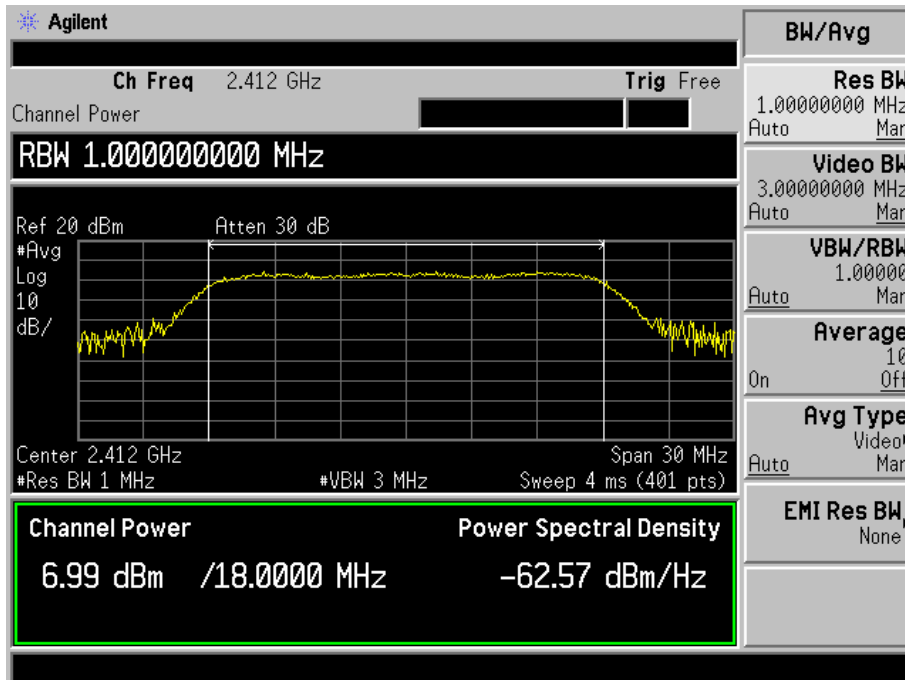 Agilent
Ch Freq 2.412 GHz Trig Free
Channel Power
RBW 1.000000000 MHz
Ref 20 dBm Atten 30 dB
#Avg
Log
10
dB/
Center 2.412 GHz Span 30 MHz
#Res BW 1 MHz #VBW 3 MHz Sweep 4 ms (401 pts)
Channel Power Power Spectral Density
6.99 dBm /18.0000 MHz -62.57 dBm/Hz
BW/Avg
Res BW
1.00000000 MHz
Auto Man
Video BW
3.00000000 MHz
Auto Man
VBW/RBW
1.00000
Auto Man
Average
10
On Off
Avg Type
Video
Auto Man
EMI Res BW
None